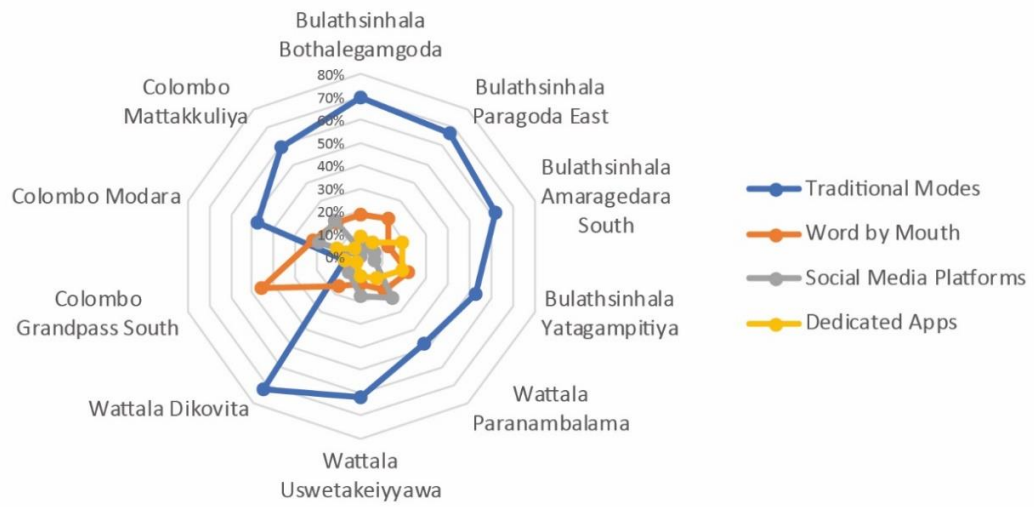 Bulathsinhala
Bothalegamgoda
Bulathsinhala
Paragoda East
Bulathsinhala
Amaragedara
South
Bulathsinhala
Yatagampitiya
Wattala
Paranambalama
Wattala
Uswetakeiyyawa
Wattala Dikovita
Colombo
Grandpass South
Colombo Modara
Colombo
Mattakkuliya
80%
70%
60%
50%
40%
30%
20%
10%
0%
Traditional Modes
Word by Mouth
Social Media Platforms
Dedicated Apps